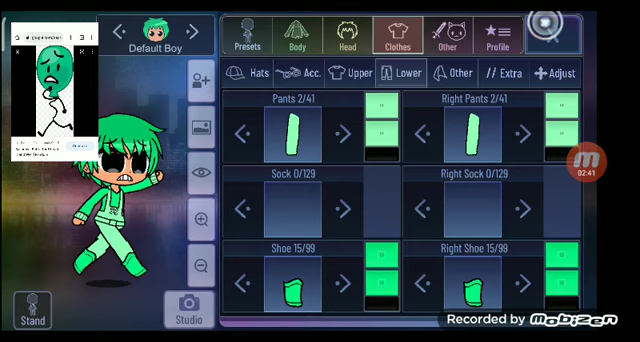 Default Boy
Presets
Body
Head
Clothes
Other
Profile
Hats
Acc.
Upper
Lower
Other
Extra
Adjust
Pants 2/41
Right Pants 2/41
Sock 0/129
Right Sock 0/129
Shoe 15/99
Right Shoe 15/99
02:41
Stand
Studio
Recorded by MOBIZEN